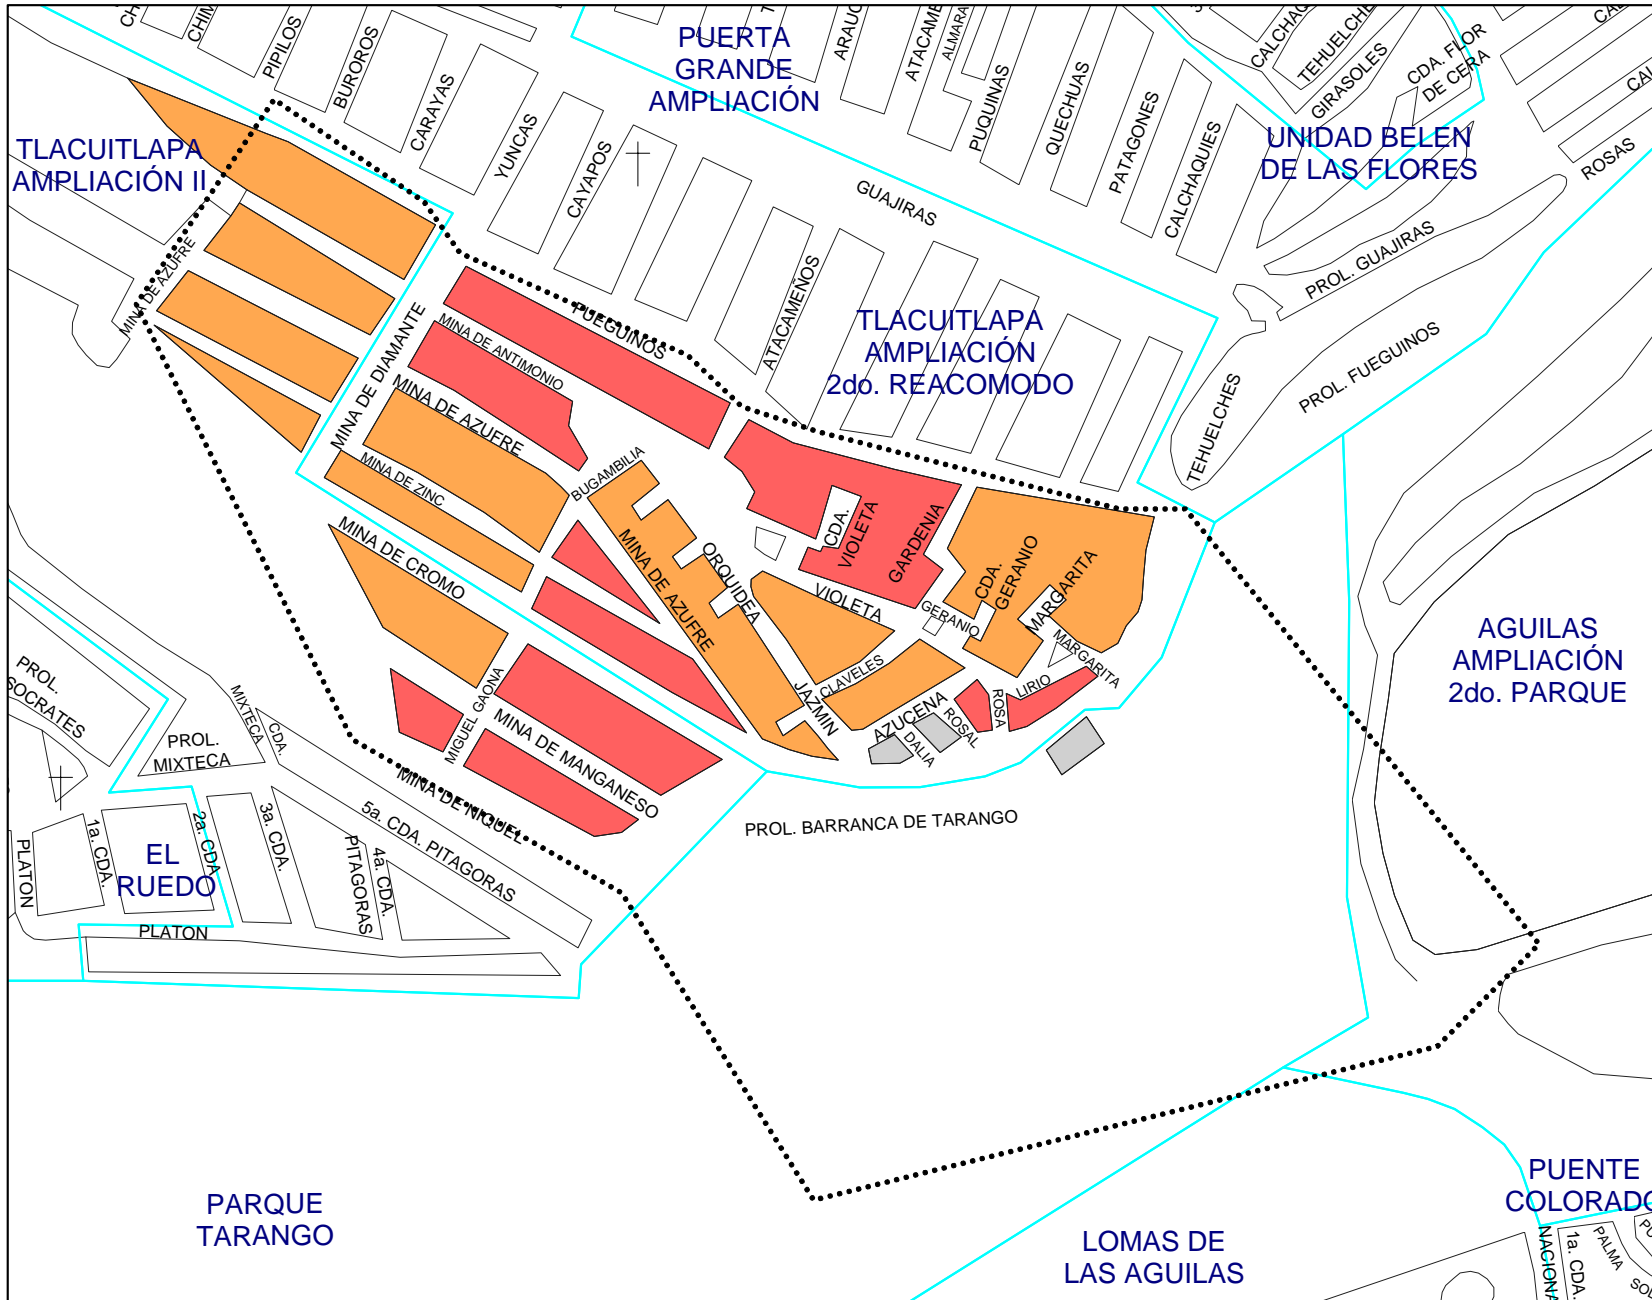 PIPILOS
BUROROS
CARAYAS
YUNCAS
CAYAPOS
PUERTA
GRANDE
AMPLIACIÓN
PUQUINAS
QUECHUAS
PATAGONES
CALCHAQUIES
TEHUELCHE
GIRASOLES
CDA. FLOR
DE CERA
UNIDAD BELEN
DE LAS FLORES
ROSAS
TLACUITLAPA
AMPLIACIÓN II
GUAJIRAS
PROL. GUAJIRAS
MINA DE AZUFRE
ATACAMEÑOS
TLACUITLAPA
AMPLIACIÓN
2do. REACOMODO
PROL. FUEGUINOS
TEHUELCHES
FUEGUINOS
MINA DE DIAMANTE
MINA DE ANTIMONIO
MINA DE AZUFRE
MINA DE ZINC
BUGAMBILIA
MINA DE CROMO
MINA DE AZUFRE
ORQUIDEA
CDA.
VIOLETA
GARDENIA
VIOLETA
GERANIO
CDA.
GERANIO
MARGARITA
MARGARITA
CLAVELES
JAZMIN
AZUCENA
DALIA
ROSAL
ROSA
LIRIO
AGUILAS
AMPLIACIÓN
2do. PARQUE
MIGUEL GAONA
MINA DE MANGANESO
MINA DE NIQUEL
PROL.
SOCRATES
PROL.
MIXTECA
MIXTECA
CDA.
5a. CDA. PITAGORAS
PLATON
1a. CDA.
EL
RUEDO
2a. CDA.
3a. CDA.
PITAGORAS
4a. CDA.
PLATON
PROL. BARRANCA DE TARANGO
PARQUE
TARANGO
LOMAS DE
LAS AGUILAS
PUENTE
COLORADO
1a. CDA.
PALMA